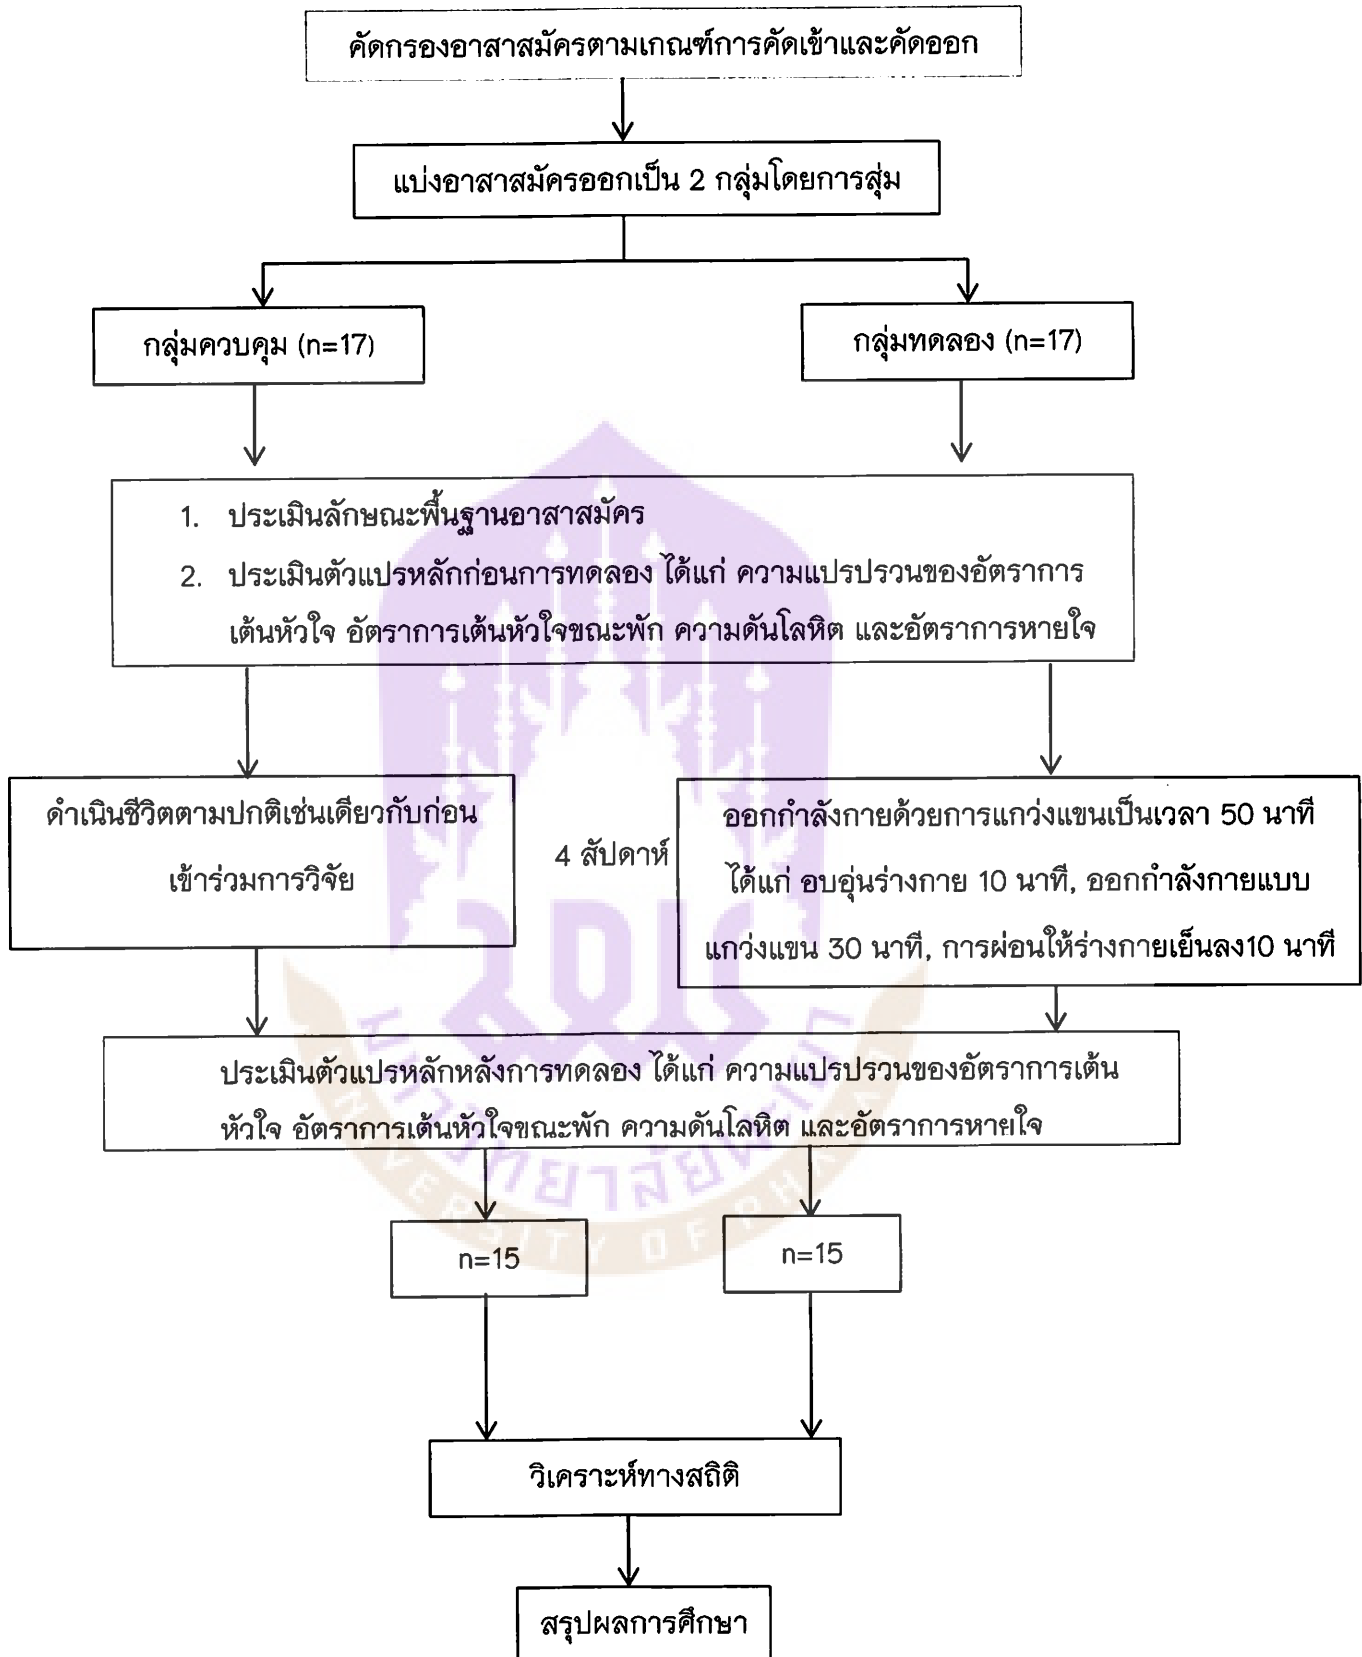 คัดกรองอาสาสมัครตามเกณฑ์การคัดเข้าและคัดออก
แบ่งอาสาสมัครออกเป็น 2 กลุ่มโดยการสุ่ม
กลุ่มควบคุม (n=17)
กลุ่มทดลอง (n=17)
1. ประเมินลักษณะพื้นฐานอาสาสมัคร
2. ประเมินตัวแปรหลักก่อนการทดลอง ได้แก่ ความแปรปรวนของอัตราการ
เต้นหัวใจ อัตราการเต้นหัวใจขณะพัก ความดันโลหิต และอัตราการหายใจ
ดำเนินชีวิตตามปกติเช่นเดียวกับก่อน
เข้าร่วมการวิจัย
4 สัปดาห์
ออกกำลังกายด้วยการแกว่งแขนเป็นเวลา 50 นาที
ได้แก่ อบอุ่นร่างกาย 10 นาที, ออกกำลังกายแบบ
แกว่งแขน 30 นาที, การผ่อนให้ร่างกายเย็นลง10 นาที
ประเมินตัวแปรหลักหลังการทดลอง ได้แก่ ความแปรปรวนของอัตราการเต้น
หัวใจ อัตราการเต้นหัวใจขณะพัก ความดันโลหิต และอัตราการหายใจ
มหาวิทยาลัยพะเยา
UNIVERSITY OF PHAYAO
n=15
n=15
วิเคราะห์ทางสถิติ
สรุปผลการศึกษา